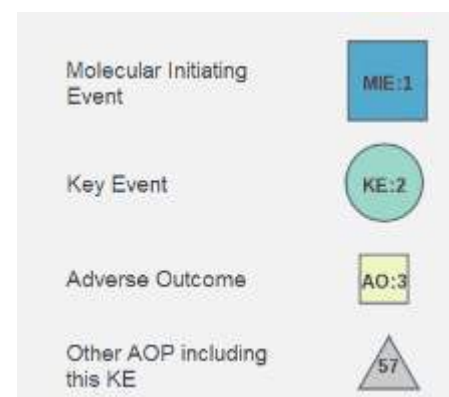 Molecular Initiating
Event
MIE:1
Key Event
KE:2
Adverse Outcome
AO:3
Other AOP including
this KE
57